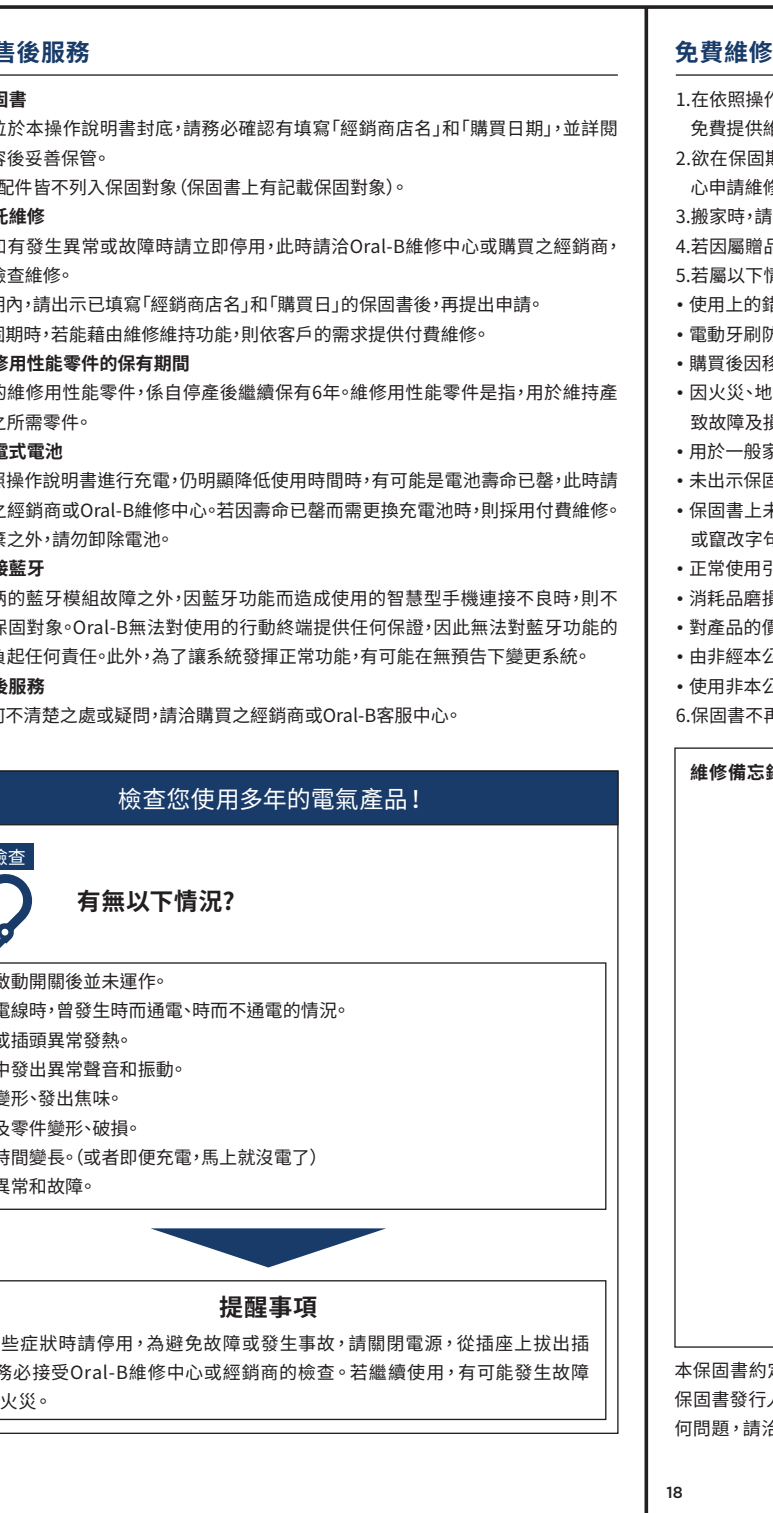 售後服務
固書
位於本操作說明書封底，請務必確認有填寫「經銷商店名」和「購買日期」，並詳閱
容後妥善保管。
配件皆不列入保固對象（保固書上有記載保固對象）。
託維修
如有發生異常或故障時請立即停用，此時請洽Oral-B維修中心或購買之經銷商，
檢查維修。
期內，請出示已填寫「經銷商店名」和「購買日」的保固書後，再提出申請。
固期時，若能藉由維修維持功能，則依客戶的需求提供付費維修。
修用性能零件的保有期間
的維修用性能零件，係自停產後繼續保有6年。維修用性能零件是指，用於維持產
之所需零件。
電式電池
照操作說明書進行充電，仍明顯降低使用時間時，有可能是電池壽命已罄，此時請
之經銷商或Oral-B維修中心。若因壽命已罄而需更換充電池時，則採用付費維修。
棄之外，請勿卸除電池。
接藍牙
柄的藍牙模組故障之外，因藍牙功能而造成使用的智慧型手機連接不良時，則不
保固對象。Oral-B無法對使用的行動終端提供任何保證，因此無法對藍牙功能的
負起任何責任。此外，為了讓系統發揮正常功能，有可能在無預告下變更系統。
後服務
何不清楚之處或疑問，請洽購買之經銷商或Oral-B客服中心。
檢查您使用多年的電氣產品！
檢查
有無以下情況?
啟動開關後並未運作。
電線時，曾發生時而通電、時而不通電的情況。
或插頭異常發熱。
中發出異常聲音和振動。
變形、發出焦味。
及零件變形、破損。
時間變長。（或者即便充電，馬上就沒電了）
異常和故障。
提醒事項
些症狀時請停用，為避免故障或發生事故，請關閉電源，從插座上拔出插
務必接受Oral-B維修中心或經銷商的檢查。若繼續使用，有可能發生故障
火災。
免費維修
1.在依照操作
免費提供維
2.欲在保固期
心申請維修
3.搬家時，請
4.若因屬贈品
5.若屬以下情
•使用上的錯
•電動牙刷防
•購買後因移
•因火災、地
致故障及損
•用於一般家
•未出示保固
•保固書上未
或竄改字句
•正常使用引
•消耗品磨損
•對產品的價
•由非經本公
•使用非本公
6.保固書不再
維修備忘錄
本保固書約定
保固書發行人
何問題，請洽
18